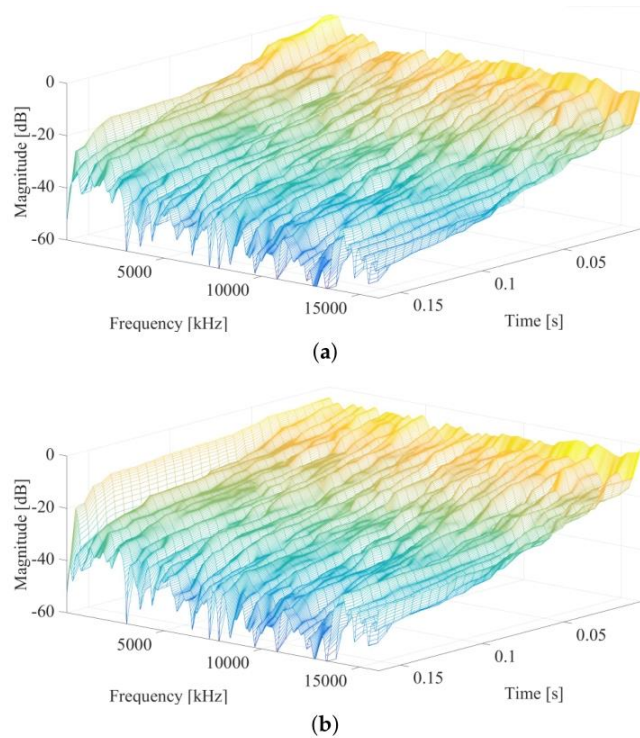 0
-20
-40
-60
Magnitude [dB]
5000
10000
15000
Frequency [kHz]
0.15
0.1
0.05
Time [s]
(a)
0
-20
-40
-60
Magnitude [dB]
5000
10000
15000
Frequency [kHz]
0.15
0.1
0.05
Time [s]
(b)